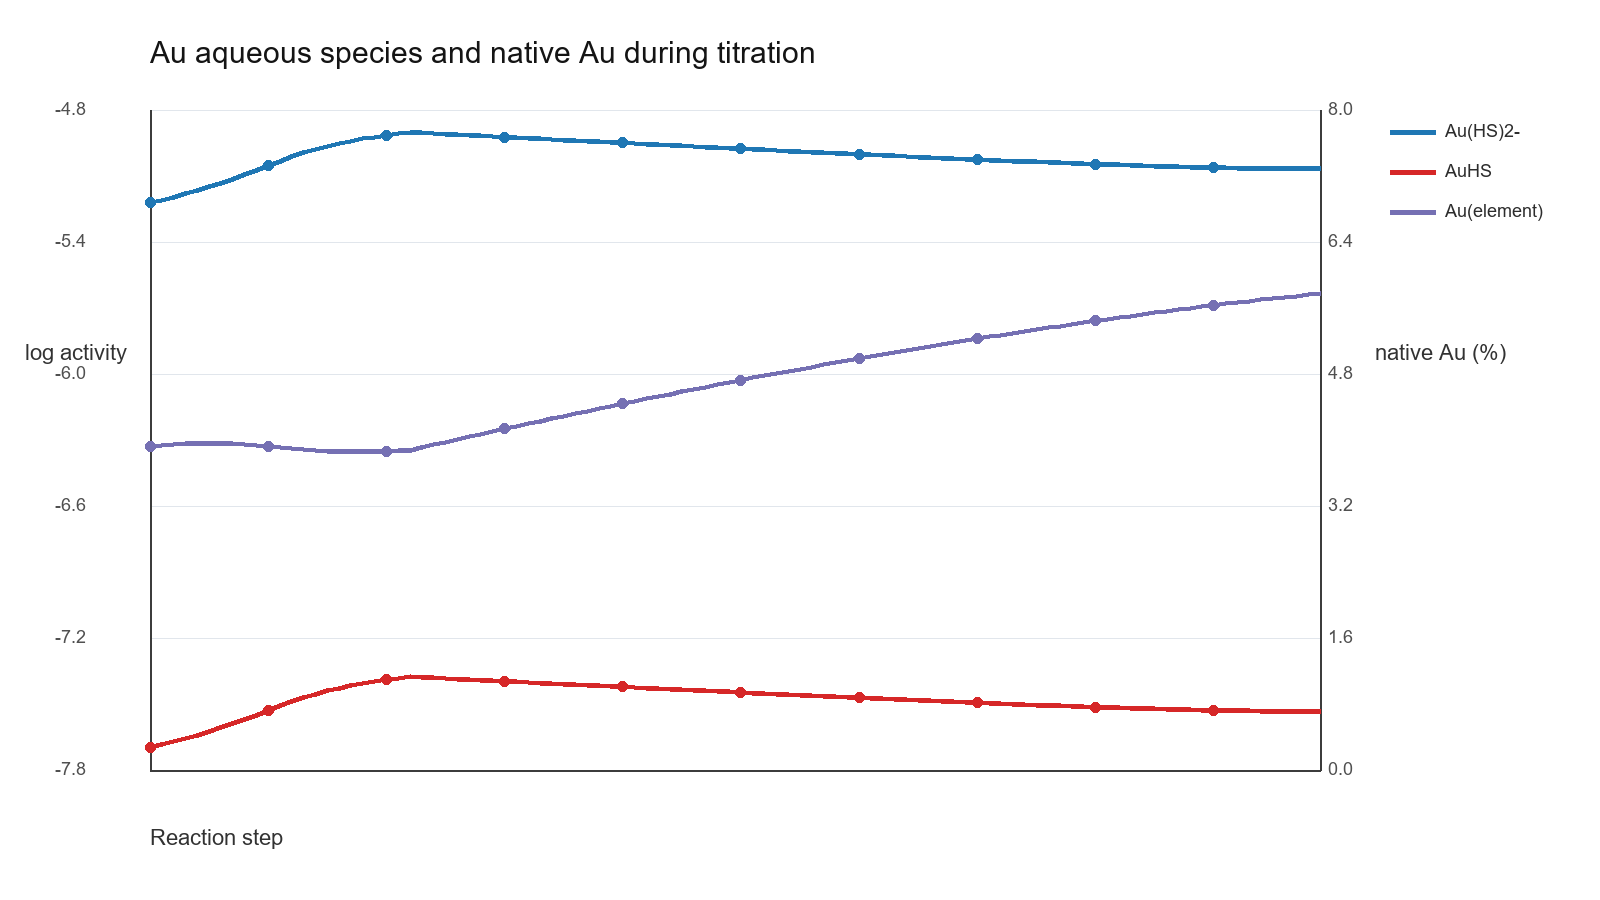 Au aqueous species and native Au during titration
-4.8
-5.4
log activity
-6.0
-6.6
-7.2
-7.8
8.0
6.4
native Au (%)
4.8
3.2
1.6
0.0
Au(HS)2-
AuHS
Au(element)
Reaction step